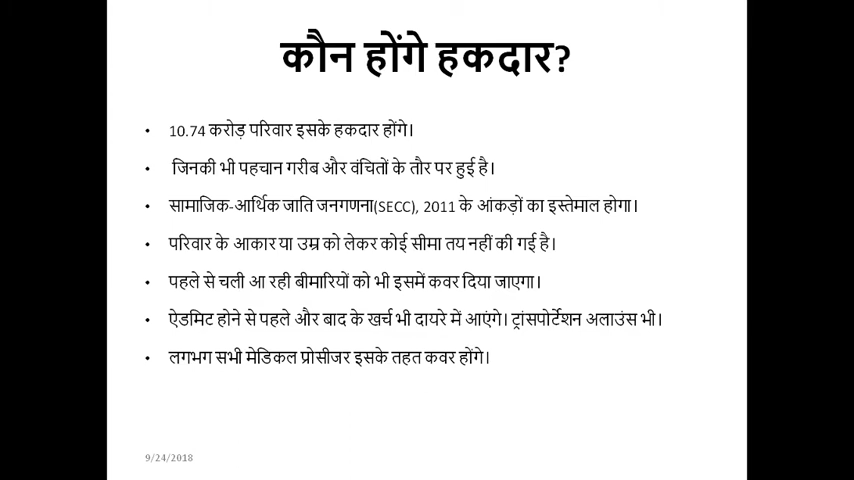 कौन होंगे हकदार?
• 10.74 करोड़ परिवार इसके हकदार होंगे।
• जिनकी भी पहचान गरीब और वंचितों के तौर पर हुई है।
• सामाजिक-आर्थिक जाति जनगणना(SECC), 2011 के आंकड़ों का इस्तेमाल होगा।
• परिवार के आकार या उम्र को लेकर कोई सीमा तय नहीं की गई है।
• पहले से चली आ रही बीमारियों को भी इसमें कवर दिया जाएगा।
• ऐडमिट होने से पहले और बाद के खर्च भी दायरे में आएंगे। ट्रांसपोर्टेशन अलाउंस भी।
• लगभग सभी मेडिकल प्रोसीजर इसके तहत कवर होंगे।
9/24/2018